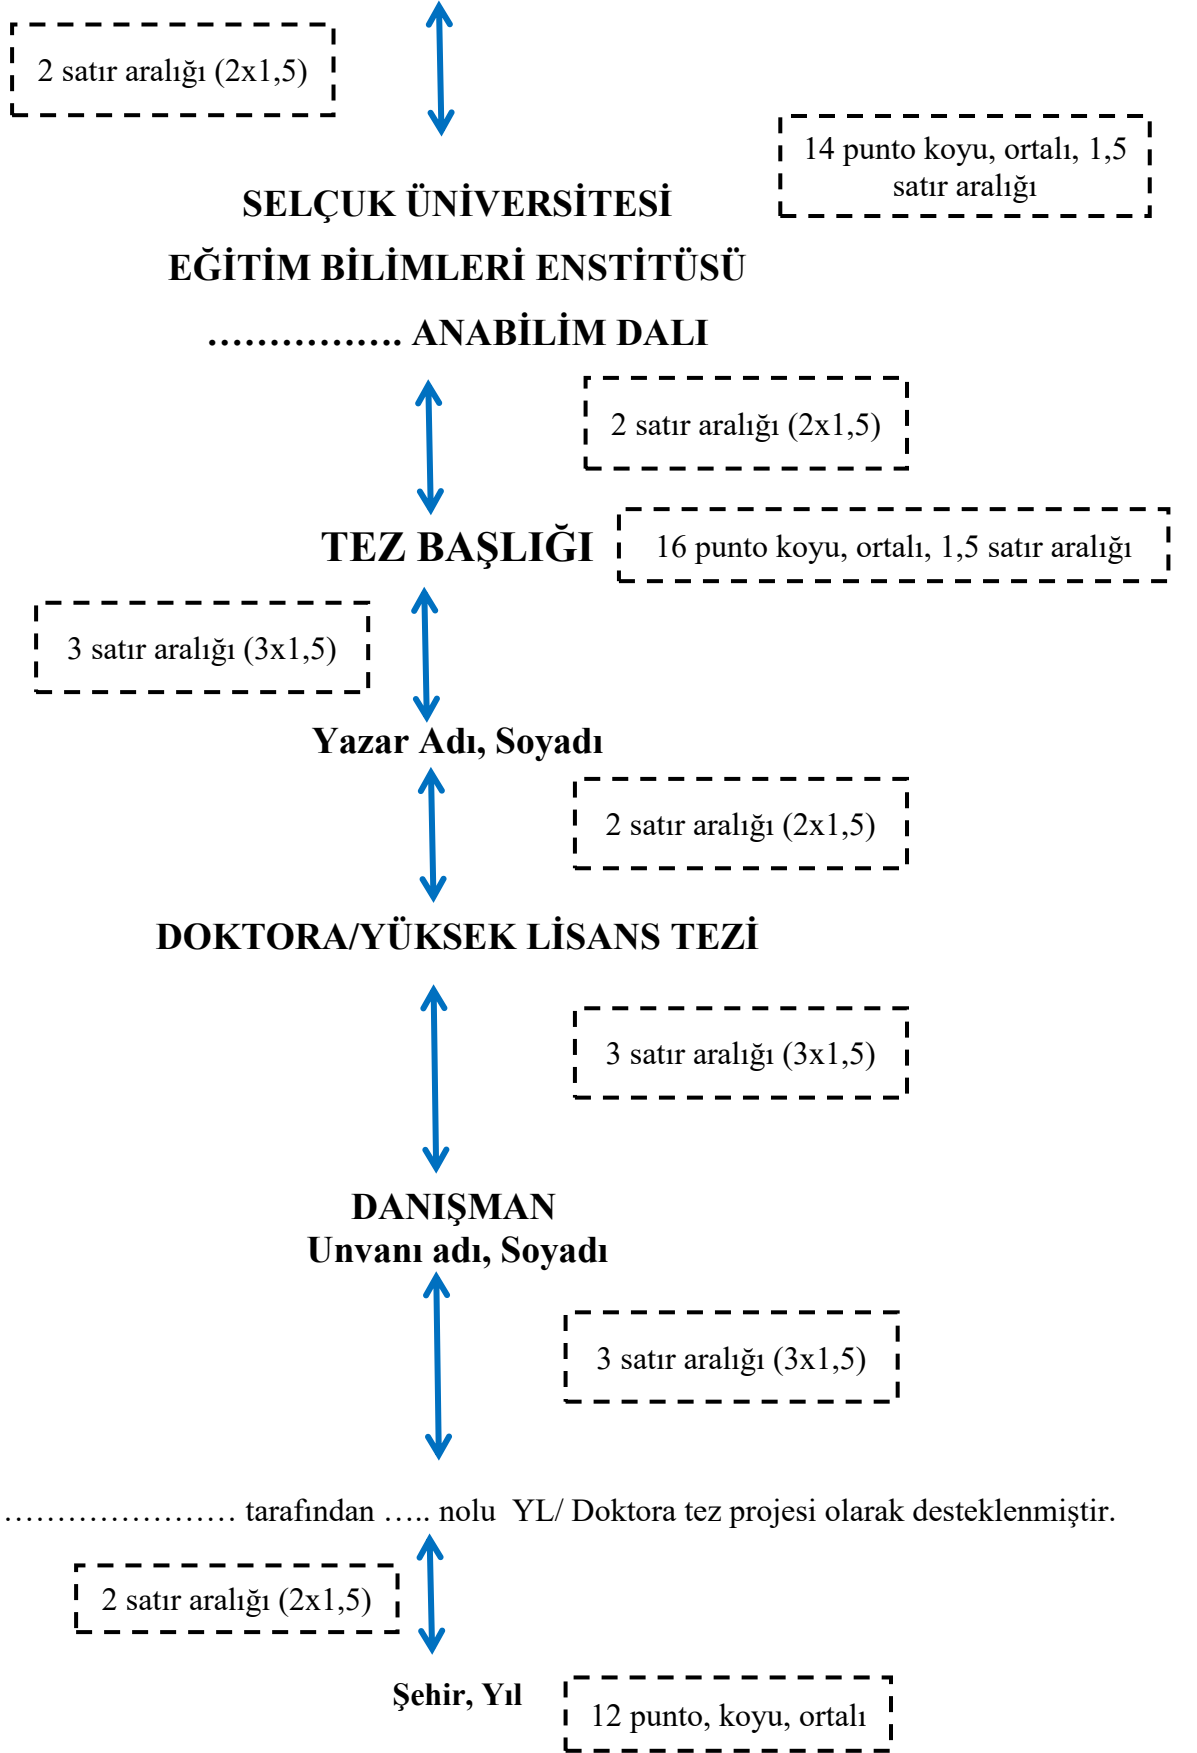 2 satır aralığı (2x1,5)
14 punto koyu, ortalı, 1,5
satır aralığı
SELÇUK ÜNİVERSİTESİ
EĞİTİM BİLİMLERİ ENSTİTÜSÜ
……………. ANABİLİM DALI
2 satır aralığı (2x1,5)
TEZ BAŞLIĞI
16 punto koyu, ortalı, 1,5 satır aralığı
3 satır aralığı (3x1,5)
Yazar Adı, Soyadı
2 satır aralığı (2x1,5)
DOKTORA/YÜKSEK LİSANS TEZİ
3 satır aralığı (3x1,5)
DANIŞMAN
Unvanı adı, Soyadı
3 satır aralığı (3x1,5)
…………………. tarafından ….. nolu  YL/ Doktora tez projesi olarak desteklenmiştir.
2 satır aralığı (2x1,5)
Şehir, Yıl
12 punto, koyu, ortalı